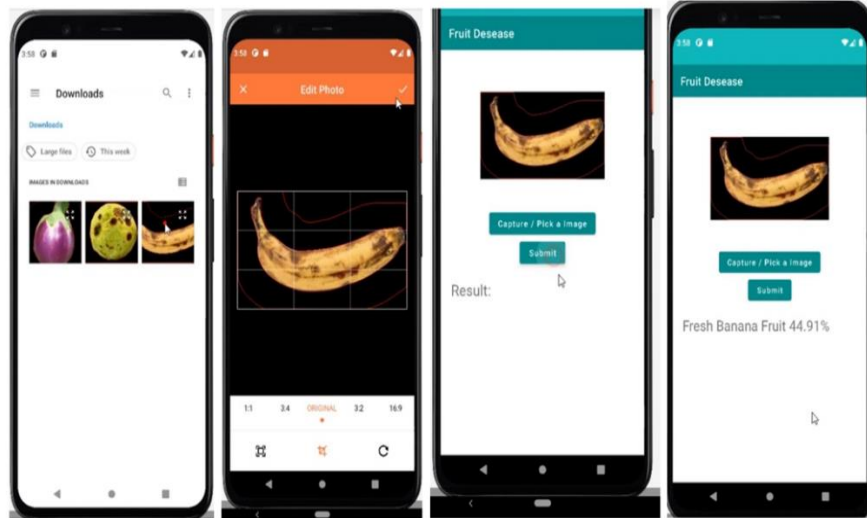 3:58
Downloads
Downloads
Large files
This week
IMAGES IN DOWNLOADS
3:58
Edit Photo
1:1
3:4
ORIGINAL
3:2
16:9
Fruit Desease
Capture / Pick a Image
Submit
Result:
3:58
Fruit Desease
Capture / Pick a Image
Submit
Fresh Banana Fruit 44.91%